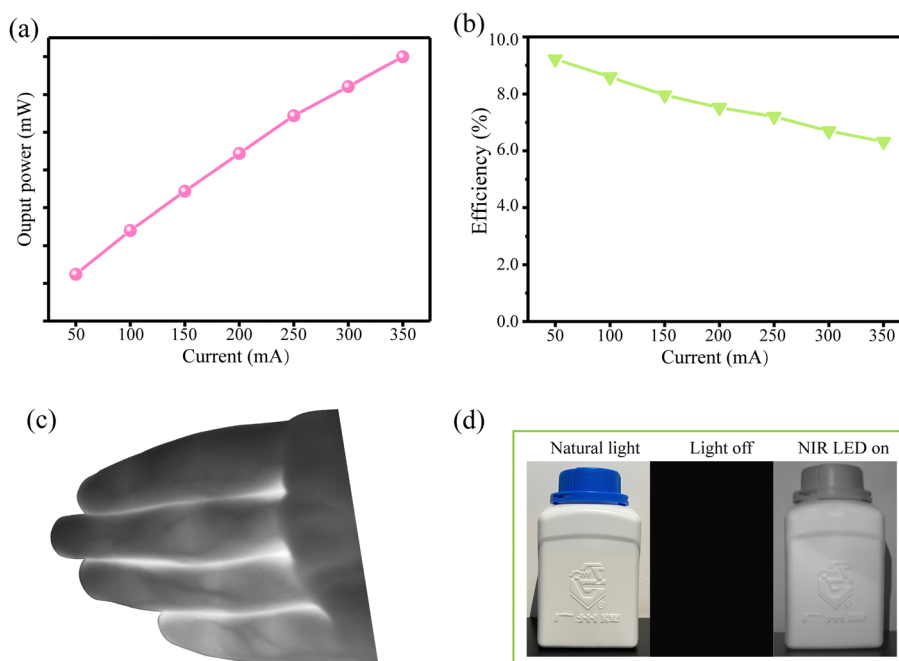 (a)
Ouput power (mW)
50 100 150 200 250 300 350
Current (mA)
(b)
Efficiency (%)
10.0
8.0
6.0
4.0
2.0
0.0
50 100 150 200 250 300 350
Current (mA)
(c)
(d)
Natural light Light off NIR LED on
®